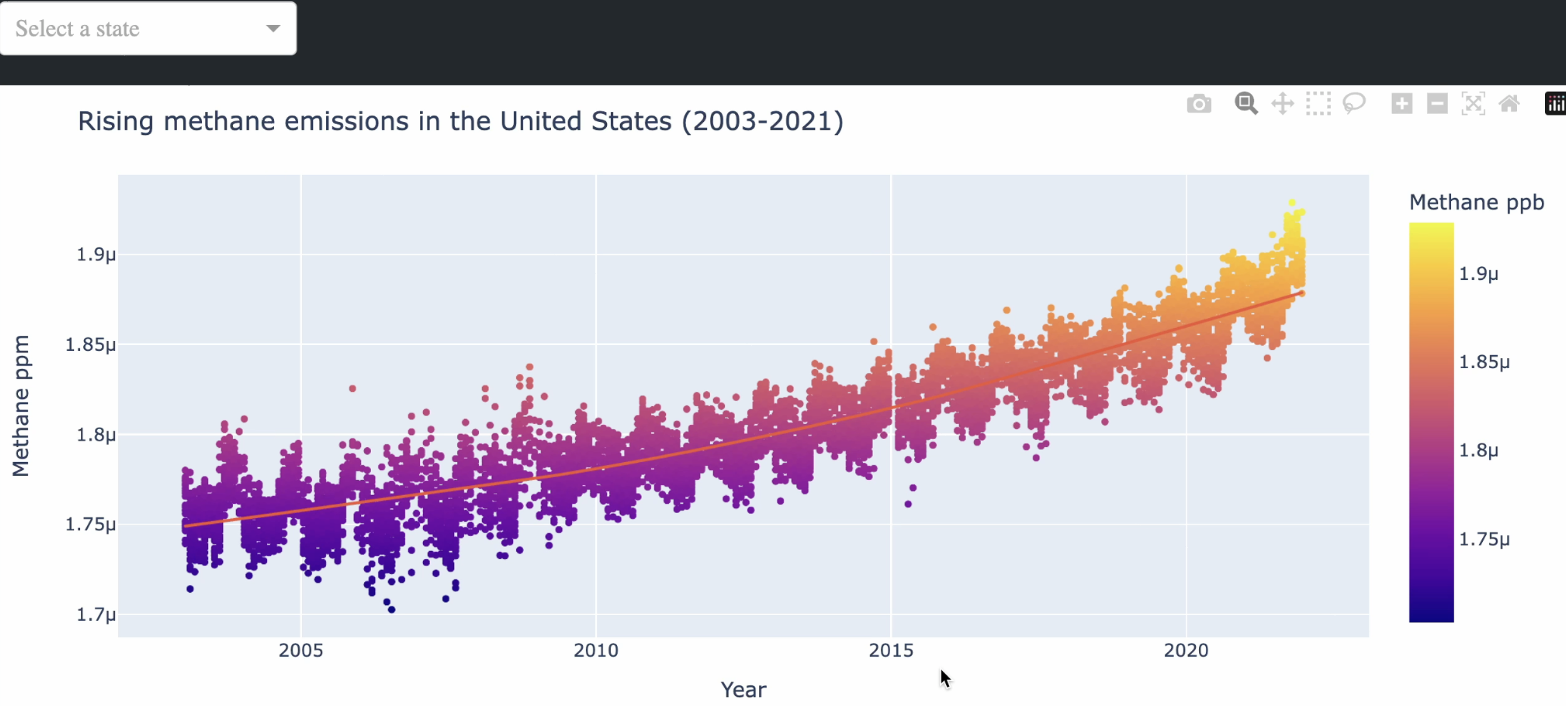 Select a state
Rising methane emissions in the United States (2003-2021)
Methane ppb
1.9μ
1.85μ
1.8μ
1.75μ
1.7μ
Methane ppm
1.9μ
1.85μ
1.8μ
1.75μ
2005
2010
2015
2020
Year